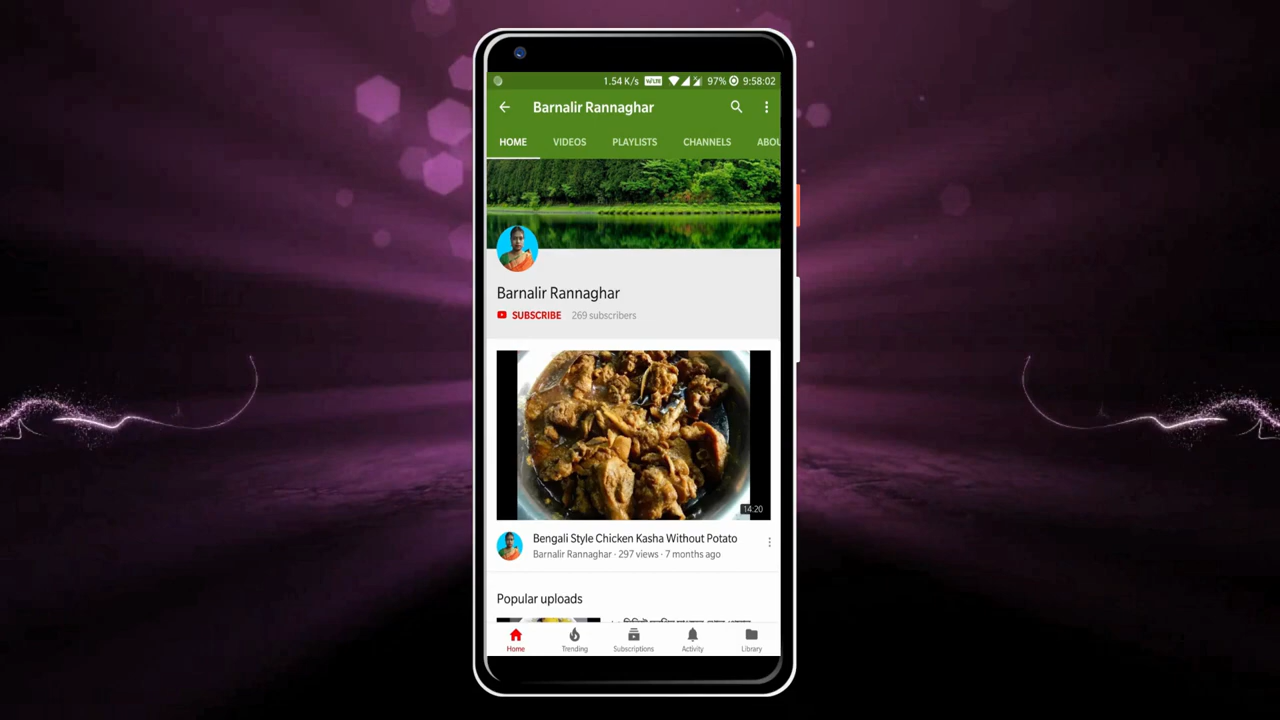 1.54 K/s VoLTE 97% 9:58:02
Barnalir Rannaghar
HOME VIDEOS PLAYLISTS CHANNELS ABOU
Barnalir Rannaghar
SUBSCRIBE 269 subscribers
14:20
Bengali Style Chicken Kasha Without Potato
Barnalir Rannaghar · 297 views · 7 months ago
Popular uploads
Home Trending Subscriptions Activity Library